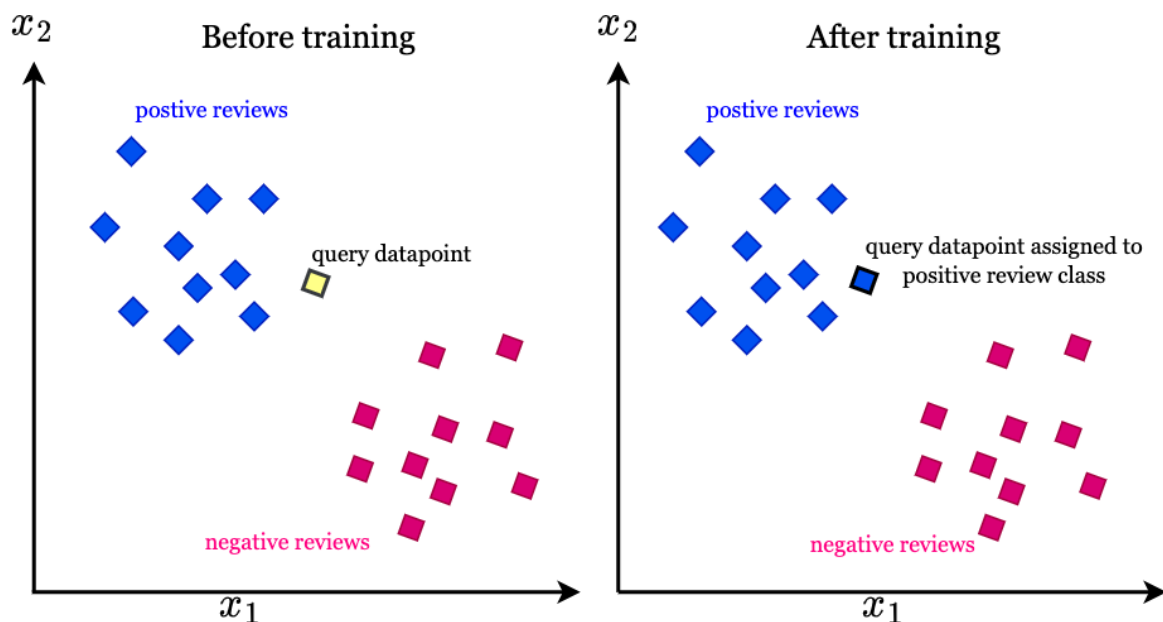 x₂
Before training
postive reviews
query datapoint
negative reviews
x₁
x₂
After training
postive reviews
query datapoint assigned to
positive review class
negative reviews
x₁